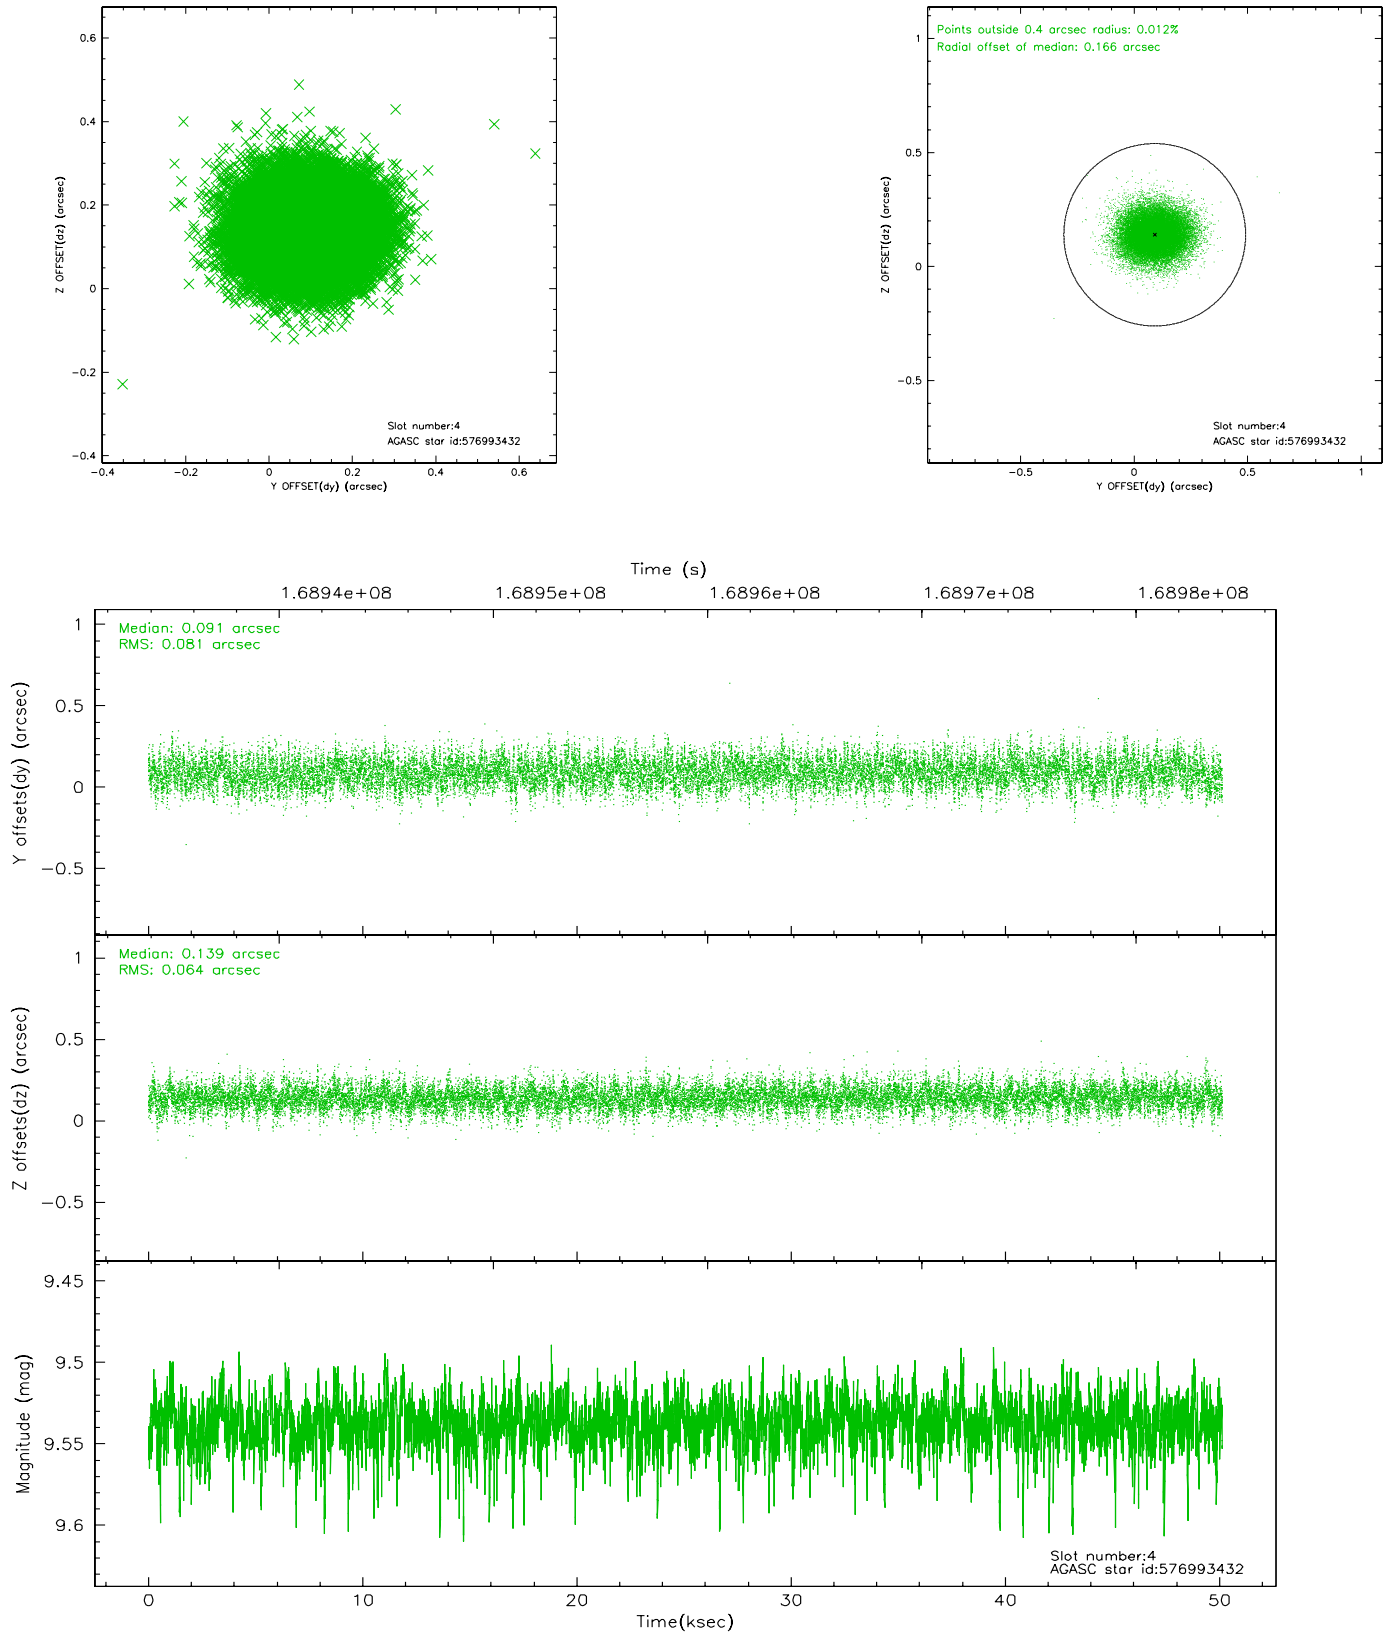 0.6
0.4
0.2
0
−0.2
−0.4
Z OFFSET(dz) (arcsec)
−0.4 −0.2 0 0.2 0.4 0.6
Y OFFSET(dy) (arcsec)
Slot number:4
AGASC star id:576993432
Points outside 0.4 arcsec radius: 0.012%
Radial offset of median: 0.166 arcsec
1
0.5
0
−0.5
Z OFFSET(dz) (arcsec)
−0.5 0 0.5 1
Y OFFSET(dy) (arcsec)
Slot number:4
AGASC star id:576993432
Time (s)
1.6894e+08 1.6895e+08 1.6896e+08 1.6897e+08 1.6898e+08
Median: 0.091 arcsec
RMS: 0.081 arcsec
1
0.5
0
−0.5
Y offsets(dy) (arcsec)
Median: 0.139 arcsec
RMS: 0.064 arcsec
1
0.5
0
−0.5
Z offsets(dz) (arcsec)
9.45
9.5
9.55
9.6
Magnitude (mag)
Slot number:4
AGASC star id:576993432
0 10 20 30 40 50
Time(ksec)